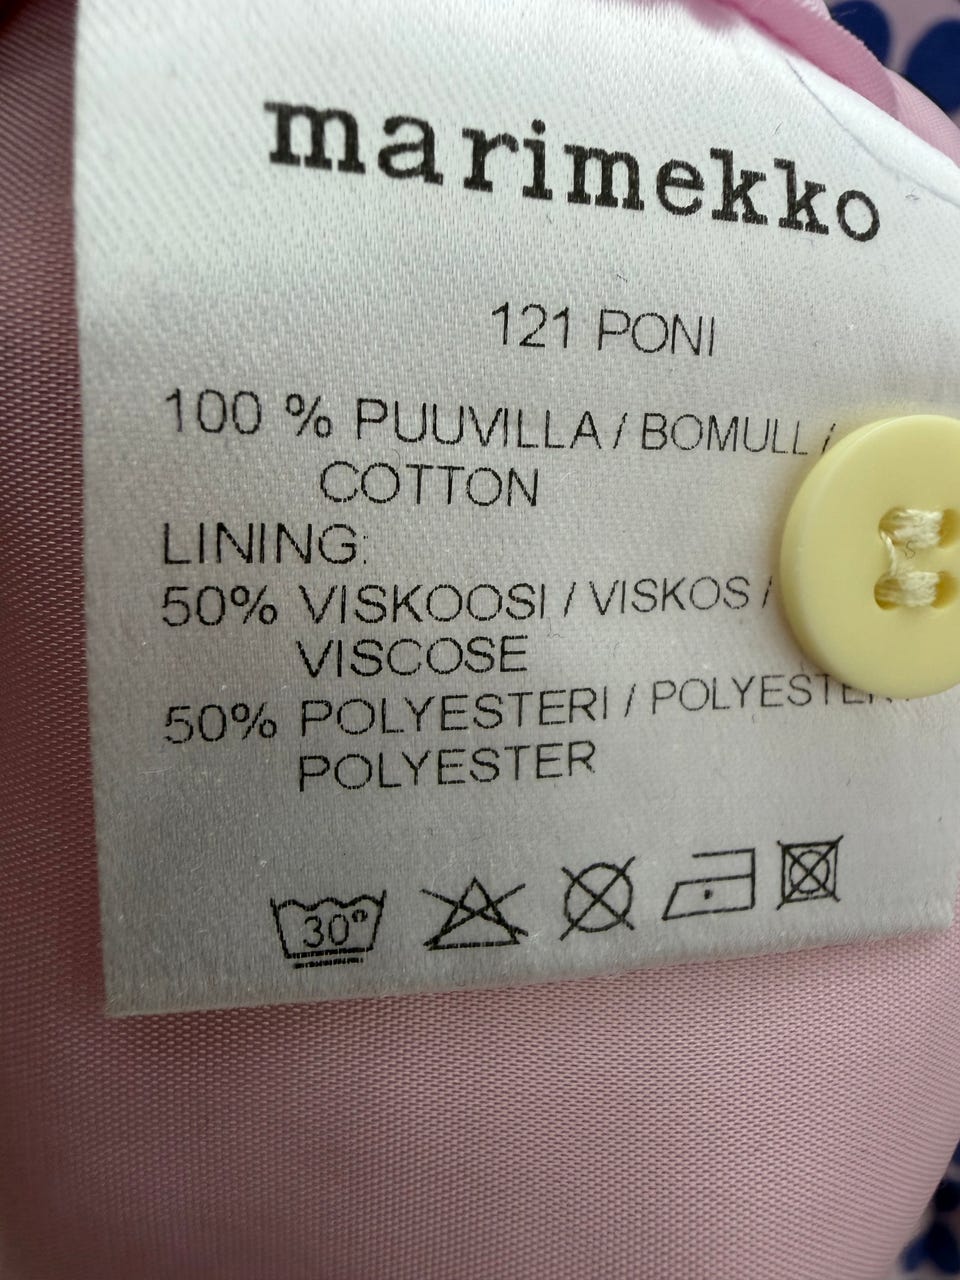 marimekko
121 PONI
100 % PUUVILLA / BOMULL /
COTTON
LINING:
50% VISKOOSI / VISKOS /
VISCOSE
50% POLYESTERI / POLYESTER
POLYESTER
30°